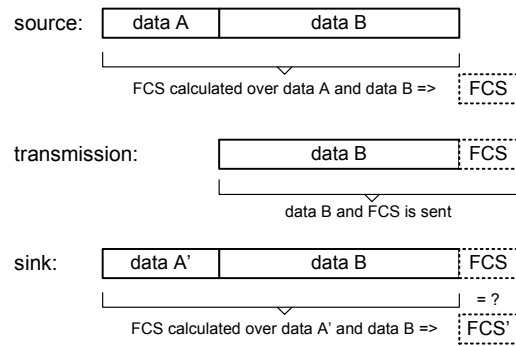 source: data A data B
FCS calculated over data A and data B => FCS
transmission: data B FCS
data B and FCS is sent
sink: data A' data B FCS
= ?
FCS calculated over data A' and data B => FCS'